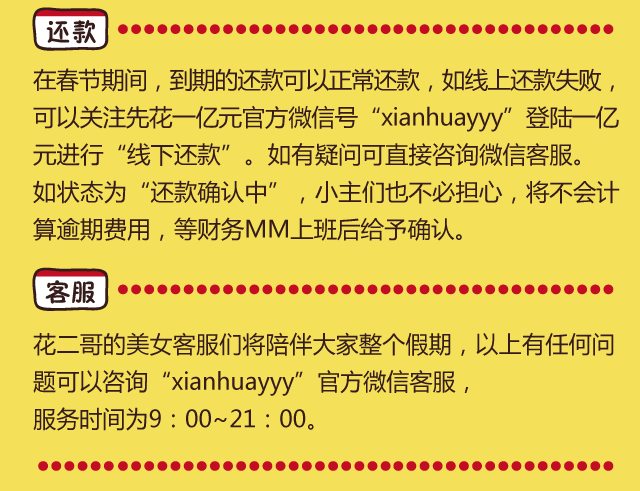 还款
在春节期间，到期的还款可以正常还款，如线上还款失败，
可以关注先花一亿元官方微信号“xianhuayyy”登陆一亿
元进行“线下还款”。如有疑问可直接咨询微信客服。
如状态为“还款确认中”，小主们也不必担心，将不会计
算逾期费用，等财务MM上班后给予确认。
客服
花二哥的美女客服们将陪伴大家整个假期，以上有任何问
题可以咨询“xianhuayyy”官方微信客服，
服务时间为9：00~21：00。